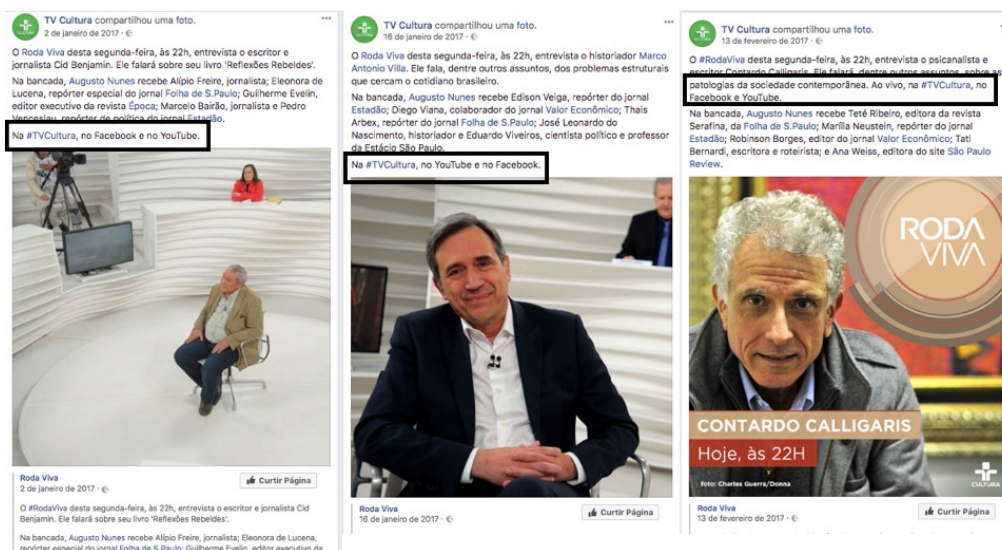 TV Cultura compartilhou uma foto.
2 de janeiro de 2017 ·
O Roda Viva desta segunda-feira, às 22h, entrevista o escritor e
jornalista Cid Benjamin. Ele falará sobre seu livro 'Reflexões Rebeldes'.
Na bancada, Augusto Nunes recebe Alípio Freire, jornalista; Eleonora de
Lucena, repórter especial do jornal Folha de S.Paulo; Guilherme Evelin,
editor executivo da revista Época; Marcelo Bairão, jornalista e Pedro
Venceslau, repórter de política do jornal Estadão.
Na #TVCultura, no Facebook e no YouTube.
Roda Viva
2 de janeiro de 2017 ·
Curtir Página
O #RodaViva desta segunda-feira, às 22h, entrevista o escritor e jornalista Cid
Benjamin. Ele falará sobre seu livro 'Reflexões Rebeldes'.
Na bancada, Augusto Nunes recebe Alípio Freire, jornalista; Eleonora de Lucena,
repórter especial do jornal Folha de S.Paulo; Guilherme Evelin, editor executivo da
TV Cultura compartilhou uma foto.
16 de janeiro de 2017 ·
O Roda Viva desta segunda-feira, às 22h, entrevista o historiador Marco
Antonio Villa. Ele fala, dentre outros assuntos, dos problemas estruturais
que cercam o cotidiano brasileiro.
Na bancada, Augusto Nunes recebe Edison Veiga, repórter do jornal
Estadão; Diego Viana, colaborador do jornal Valor Econômico; Thais
Arbex, repórter do jornal Folha de S.Paulo; José Leonardo do
Nascimento, historiador e Eduardo Viveiros, cientista político e professor
da Estácio São Paulo.
Na #TVCultura, no YouTube e no Facebook.
Roda Viva
16 de janeiro de 2017 ·
Curtir Página
TV Cultura compartilhou uma foto.
13 de fevereiro de 2017 ·
O #RodaViva desta segunda-feira, às 22h, entrevista o psicanalista e
escritor Contardo Calligaris. Ele falará, dentre outros assuntos, sobre as
patologias da sociedade contemporânea. Ao vivo, na #TVCultura, no
Facebook e YouTube.
Na bancada, Augusto Nunes recebe Teté Ribeiro, editora da revista
Serafina, da Folha de S.Paulo; Marília Neustein, repórter do jornal
Estadão; Robinson Borges, editor do jornal Valor Econômico; Tati
Bernardi, escritora e roteirista; e Ana Weiss, editora do site São Paulo
Review.
RODA
VIVA
CONTARDO CALLIGARIS
Hoje, às 22H
foto: Charles Guerra/Donna
CULTURA
Roda Viva
13 de fevereiro de 2017 ·
Curtir Página